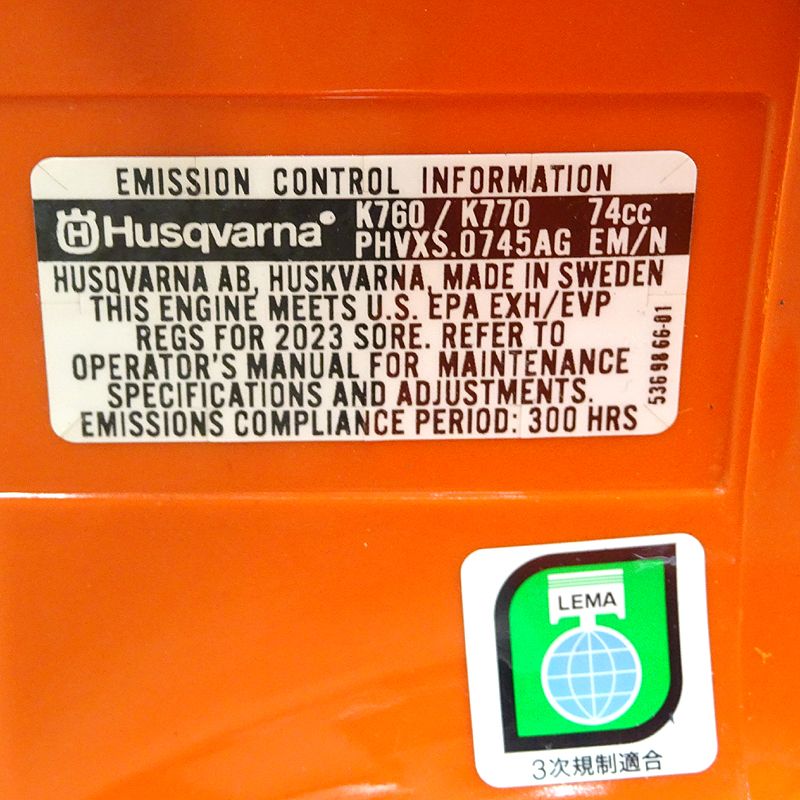 EMISSION CONTROL INFORMATION
Husqvarna® K760 / K770 74cc
PHVXS.0745AG EM/N
HUSQVARNA AB, HUSKVARNA, MADE IN SWEDEN
THIS ENGINE MEETS U.S. EPA EXH/EVP
REGS FOR 2023 SORE. REFER TO
OPERATOR'S MANUAL FOR MAINTENANCE
SPECIFICATIONS AND ADJUSTMENTS.
EMISSIONS COMPLIANCE PERIOD: 300 HRS
536 98 66-01
LEMA
3次規制適合